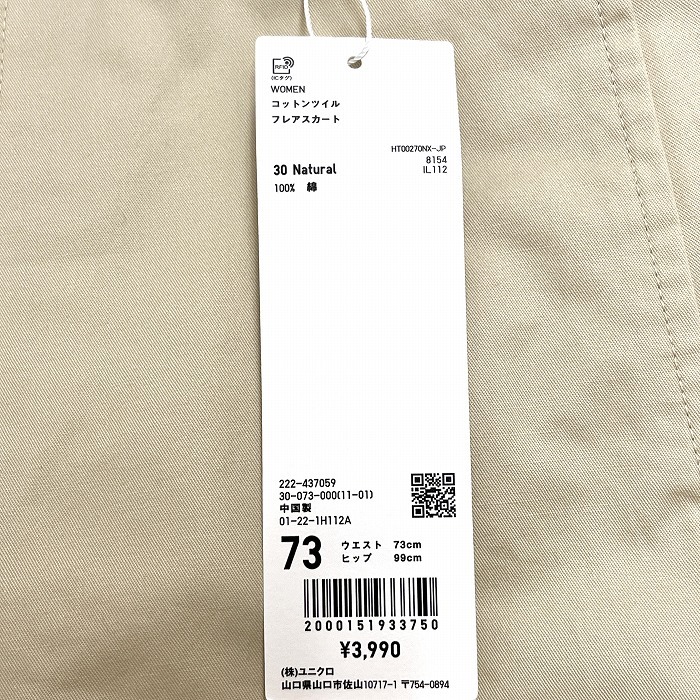 RFID
(ICタグ)
WOMEN
コットンツイル
フレアスカート
HT00270NX-JP
8154
IL112
30 Natural
100% 綿
222-437059
30-073-000(11-01)
中国製
01-22-1H112A
73 ウエスト 73cm
ヒップ 99cm
2000151933750
¥3,990
(株)ユニクロ
山口県山口市佐山10717-1 〒754-0894